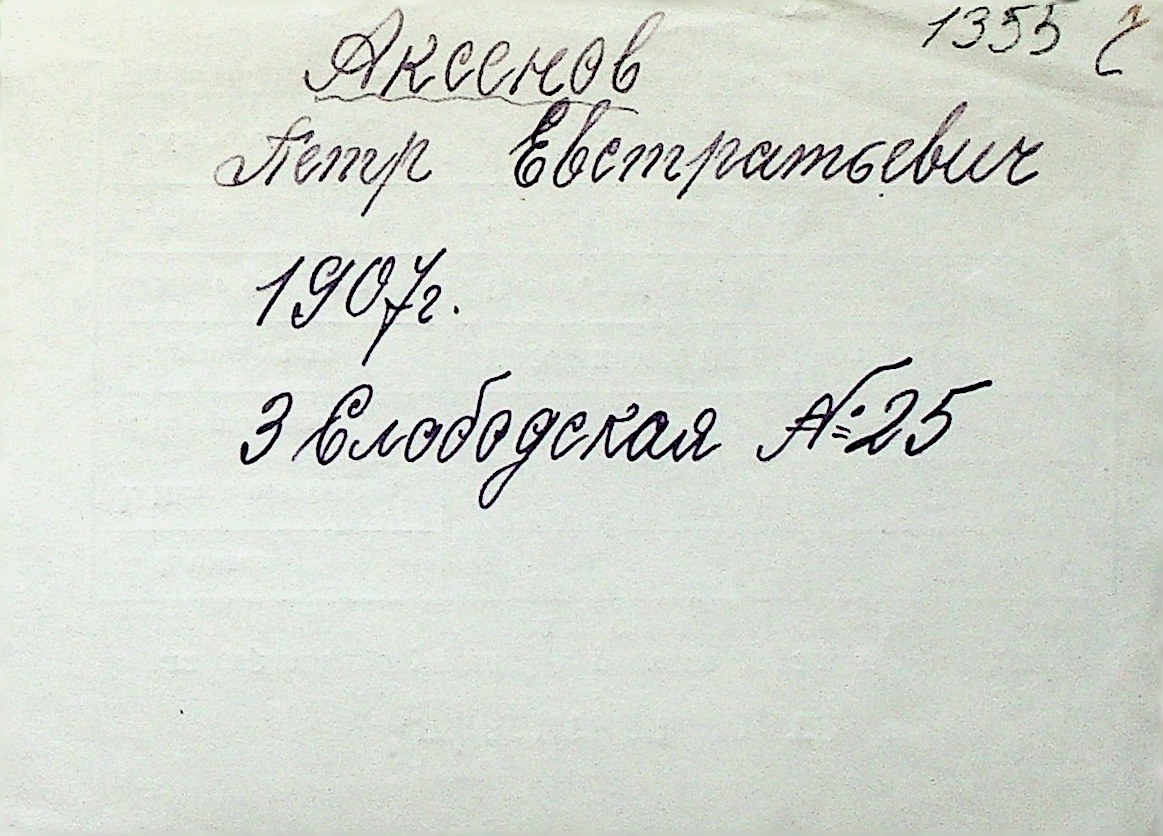 1355
Аксенов
Петр Евстратьевич
1907г.
3 Слободская №25